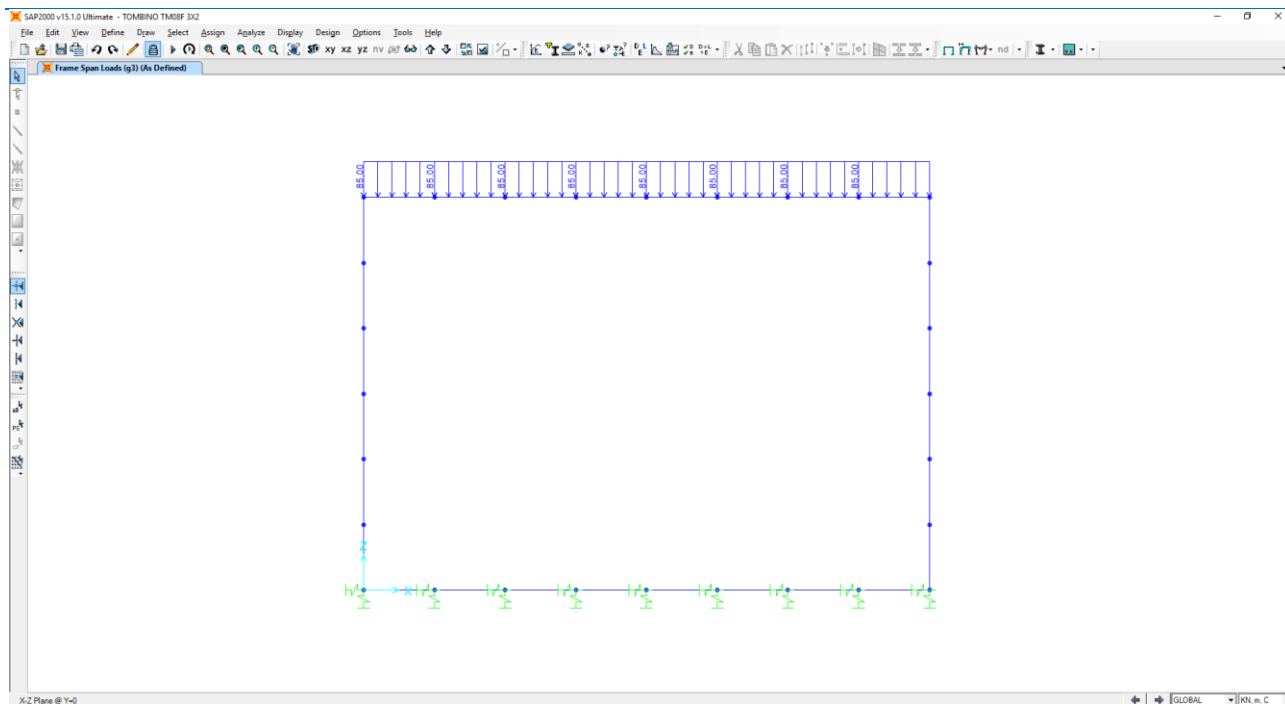 SAP2000 v15.1.0 Ultimate - TOMBINO TM08F 3X2
File Edit View Define Draw Select Assign Analyze Display Design Options Tools Help
xy xz yz nv nd
Frame Span Loads (g3) (As Defined)
85.00 85.00 85.00 85.00 85.00 85.00 85.00 85.00
Z
X
X-Z Plane @ Y=0
GLOBAL KN, m, C